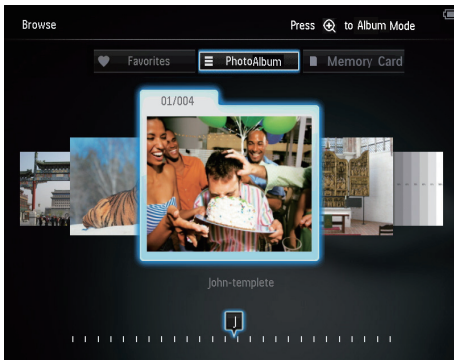 Browse
Press to Album Mode
Favorites
PhotoAlbum
Memory Card
01/004
John-templete
J